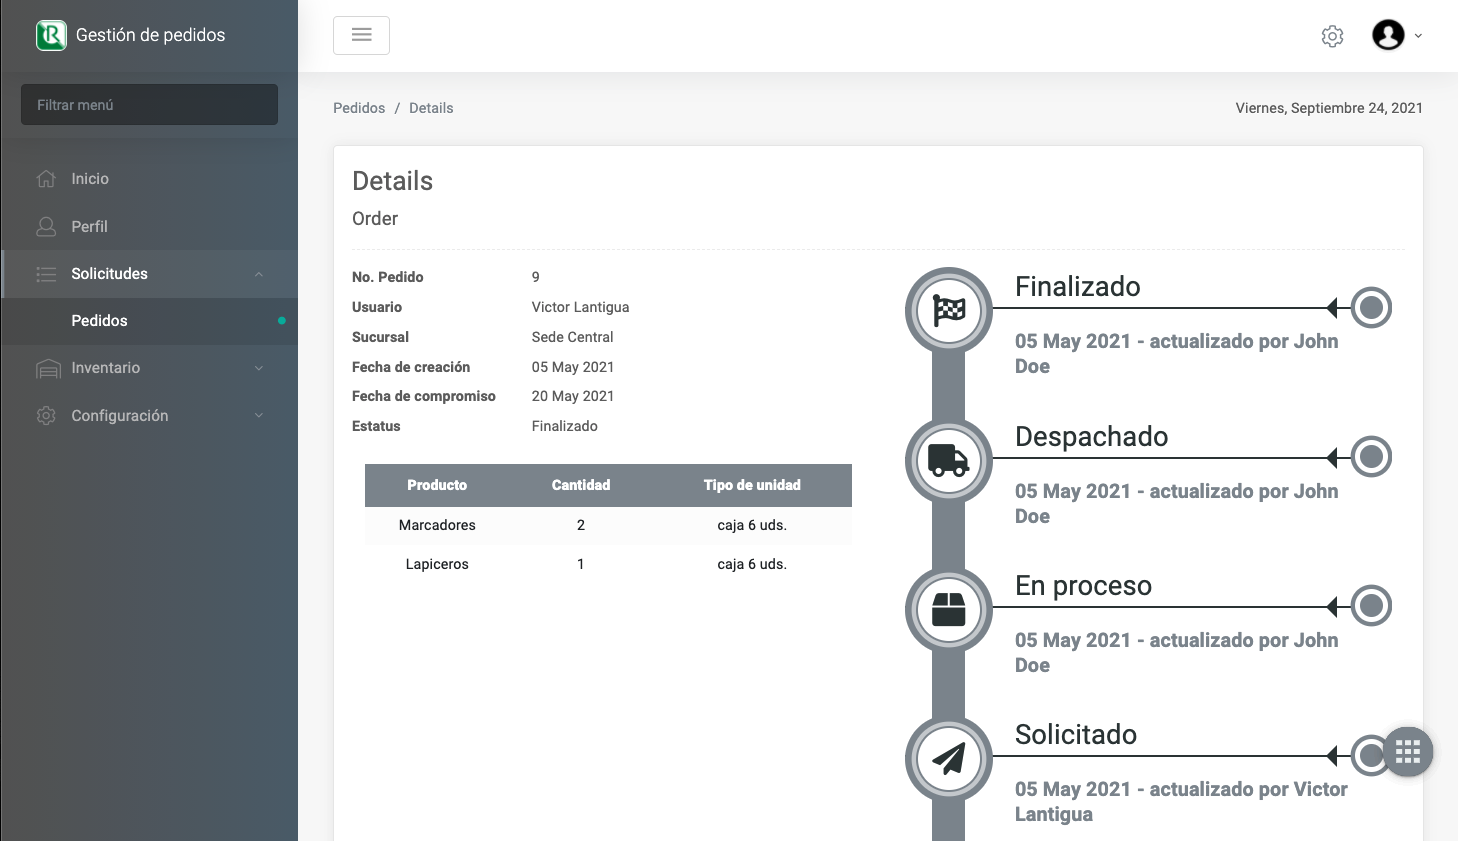 Gestión de pedidos
Filtrar menú
Inicio
Perfil
Solicitudes
Pedidos
Inventario
Configuración
Pedidos / Details
Viernes, Septiembre 24, 2021
Details
Order
No. Pedido 9
Usuario Victor Lantigua
Sucursal Sede Central
Fecha de creación 05 May 2021
Fecha de compromiso 20 May 2021
Estatus Finalizado
Producto Cantidad Tipo de unidad
Marcadores 2 caja 6 uds.
Lapiceros 1 caja 6 uds.
Finalizado
05 May 2021 - actualizado por John
Doe
Despachado
05 May 2021 - actualizado por John
Doe
En proceso
05 May 2021 - actualizado por John
Doe
Solicitado
05 May 2021 - actualizado por Victor
Lantigua